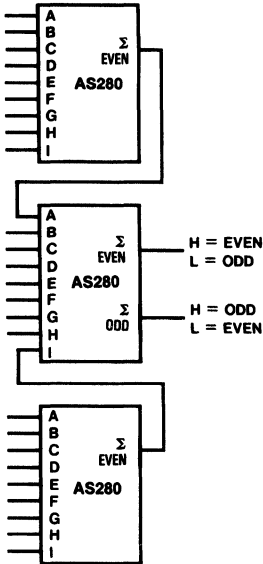 A
B
C
D
E
F
G
H
I
Σ
EVEN
AS280
A
B
C
D
E
F
G
H
I
Σ
EVEN
AS280
Σ
ODD
H = EVEN
L = ODD
H = ODD
L = EVEN
A
B
C
D
E
F
G
H
I
Σ
EVEN
AS280